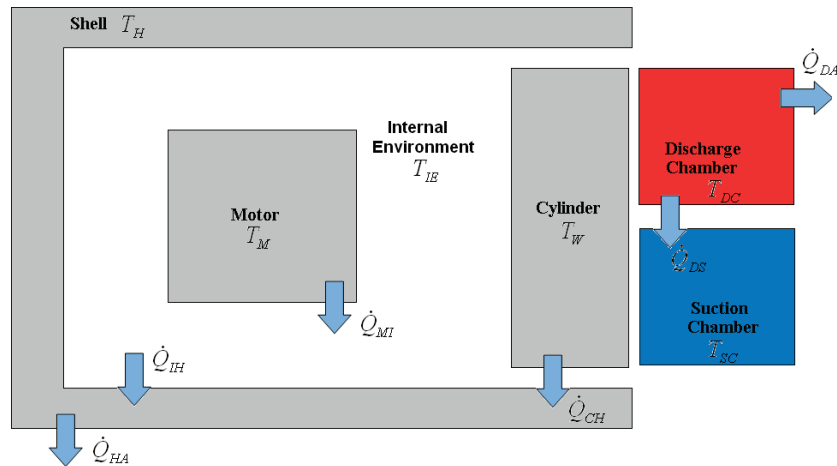 Shell T_H
Q̇_DA
Internal
Environment
T_IE
Discharge
Chamber
T_DC
Motor
T_M
Cylinder
T_W
Q̇_DS
Q̇_MI
Suction
Chamber
T_SC
Q̇_IH
Q̇_CH
Q̇_HA